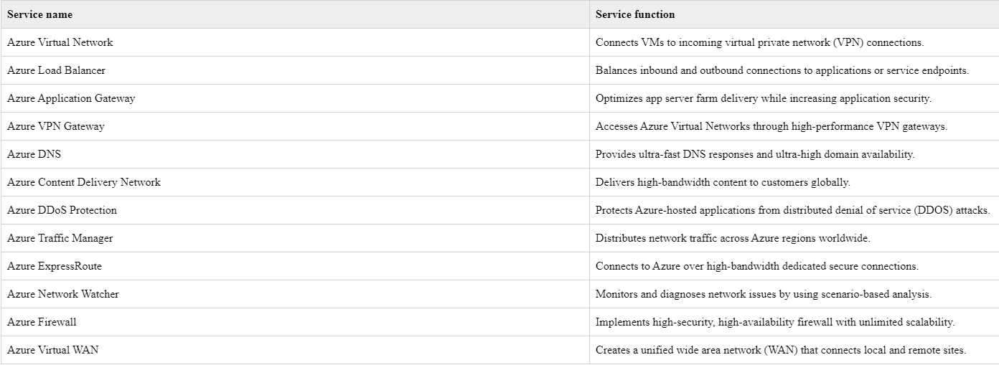 Service name Service function
Azure Virtual Network Connects VMs to incoming virtual private network (VPN) connections.
Azure Load Balancer Balances inbound and outbound connections to applications or service endpoints.
Azure Application Gateway Optimizes app server farm delivery while increasing application security.
Azure VPN Gateway Accesses Azure Virtual Networks through high-performance VPN gateways.
Azure DNS Provides ultra-fast DNS responses and ultra-high domain availability.
Azure Content Delivery Network Delivers high-bandwidth content to customers globally.
Azure DDoS Protection Protects Azure-hosted applications from distributed denial of service (DDOS) attacks.
Azure Traffic Manager Distributes network traffic across Azure regions worldwide.
Azure ExpressRoute Connects to Azure over high-bandwidth dedicated secure connections.
Azure Network Watcher Monitors and diagnoses network issues by using scenario-based analysis.
Azure Firewall Implements high-security, high-availability firewall with unlimited scalability.
Azure Virtual WAN Creates a unified wide area network (WAN) that connects local and remote sites.